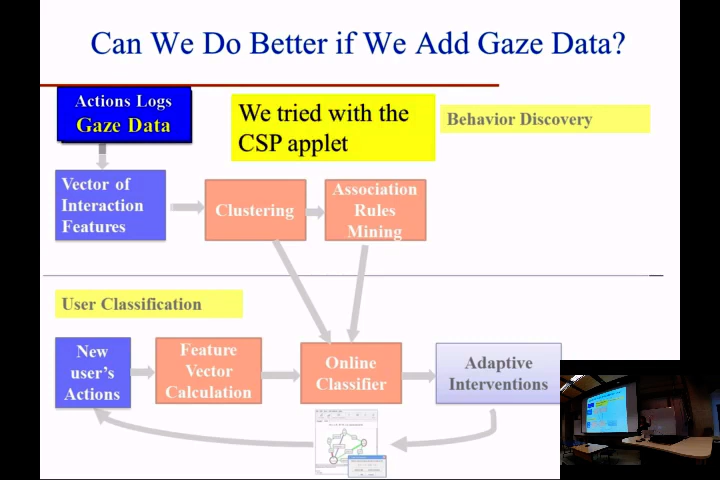 Can We Do Better if We Add Gaze Data?
Actions Logs
Gaze Data
We tried with the
CSP applet
Behavior Discovery
Vector of
Interaction
Features
Clustering
Association
Rules
Mining
User Classification
New
user's
Actions
Feature
Vector
Calculation
Online
Classifier
Adaptive
Interventions